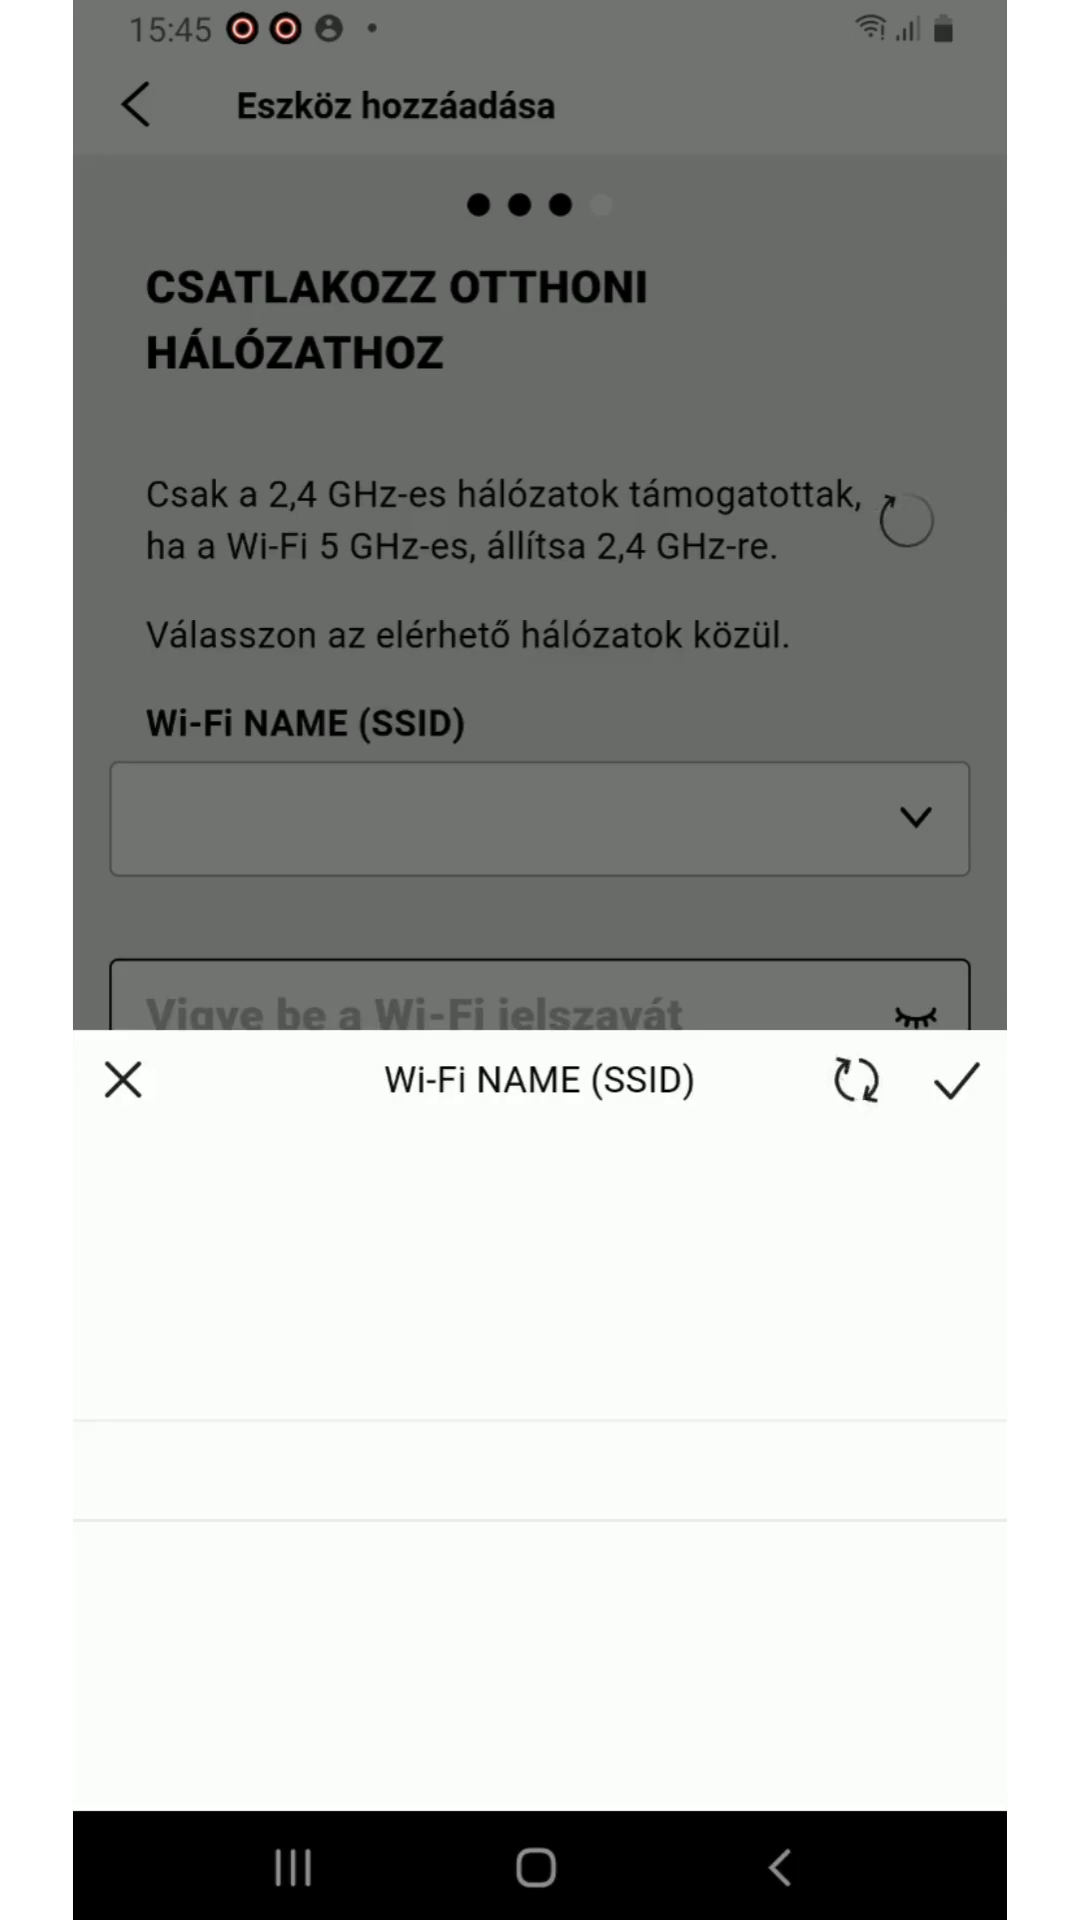 15:45
Eszköz hozzáadása
CSATLAKOZZ OTTHONI
HÁLÓZATHOZ
Csak a 2,4 GHz-es hálózatok támogatottak,
ha a Wi-Fi 5 GHz-es, állítsa 2,4 GHz-re.
Válasszon az elérhető hálózatok közül.
Wi-Fi NAME (SSID)
Vigye be a Wi-Fi jelszavát
Wi-Fi NAME (SSID)